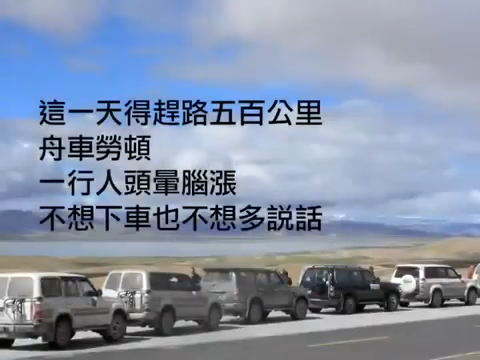 這一天得趕路五百公里
舟車勞頓
一行人頭暈腦漲
不想下車也不想多説話